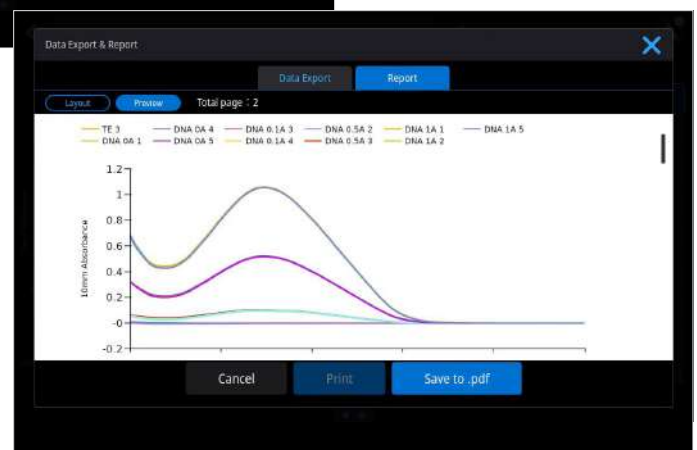 Data Export & Report
Data Export Report
Layout Preview Total page : 2
TE 3 DNA 0A 4 DNA 0.1A 3 DNA 0.5A 2 DNA 1A 1 DNA 1A 5
DNA 0A 1 DNA 0A 5 DNA 0.1A 4 DNA 0.5A 3 DNA 1A 2
10mm Absorbance
1.2
1
0.8
0.6
0.4
0.2
-0
-0.2
Cancel Print Save to .pdf